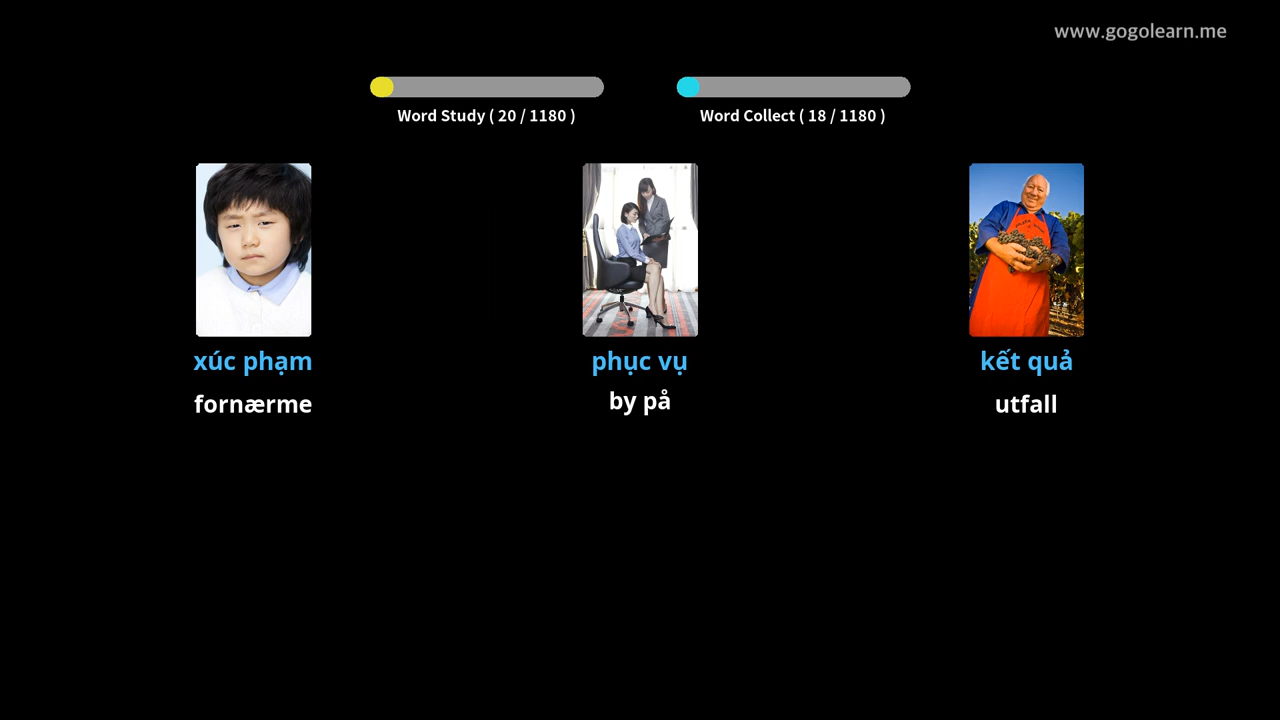 www.gogolearn.me
Word Study ( 20 / 1180 )
Word Collect ( 18 / 1180 )
xúc phạm
phục vụ
kết quả
fornærme
by på
utfall